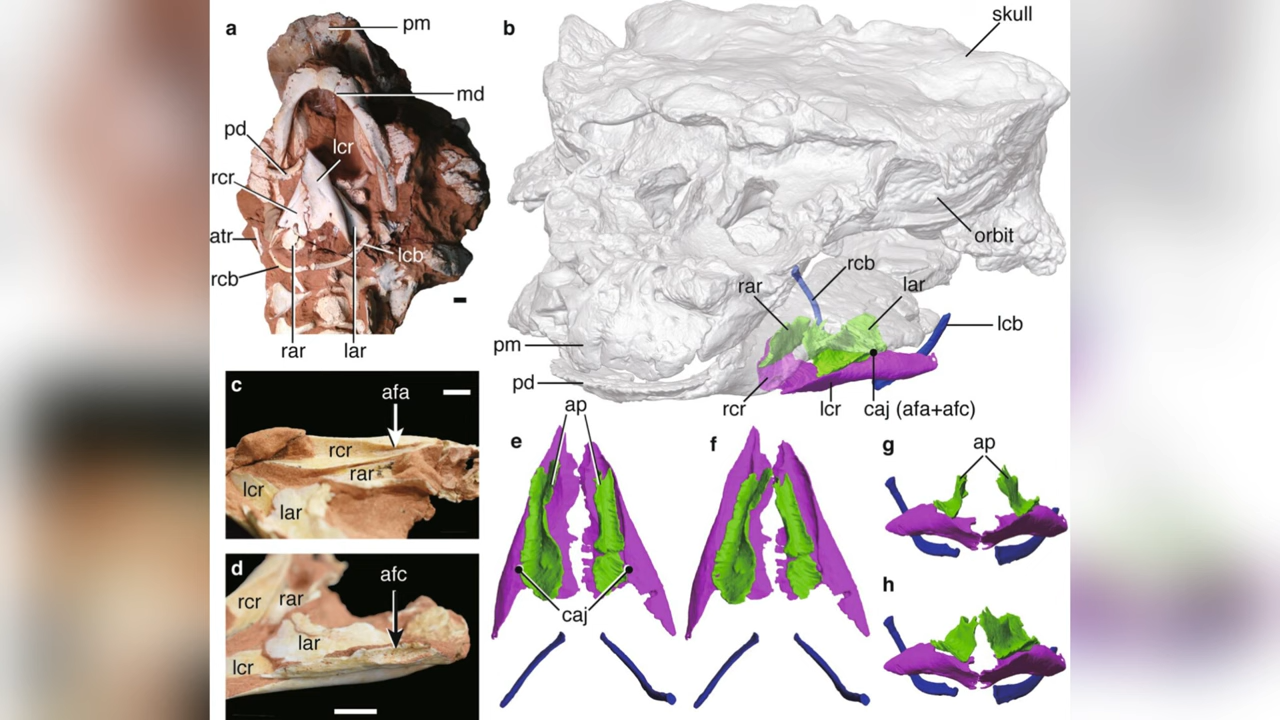 a
pm
md
pd
lcr
rcr
atr
lcb
rcb
rar
lar
b
skull
orbit
rcb
rar
lar
lcb
pm
pd
rcr
lcr
caj (afa+afc)
c
afa
rcr
rar
lcr
lar
d
afc
rcr
rar
lar
lcr
e
ap
f
caj
g
ap
h